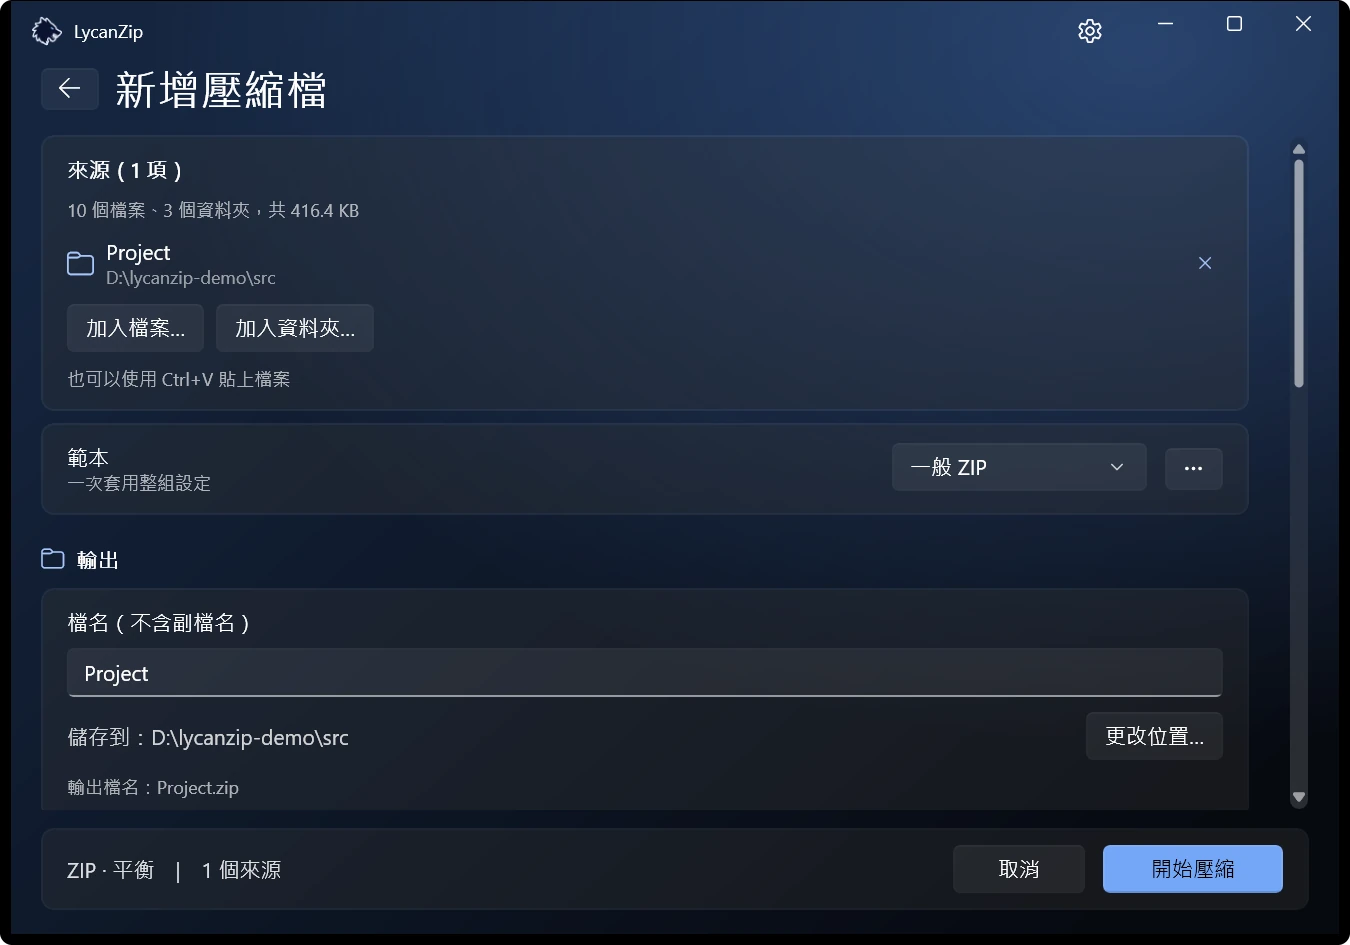 LycanZip
新增壓縮檔
來源 ( 1 項 )
10 個檔案、3 個資料夾，共 416.4 KB
Project
D:\lycanzip-demo\src
加入檔案...
加入資料夾...
也可以使用 Ctrl+V 貼上檔案
範本
一次套用整組設定
一般 ZIP
輸出
檔名 ( 不含副檔名 )
Project
儲存到：D:\lycanzip-demo\src
更改位置...
輸出檔名：Project.zip
ZIP · 平衡 | 1 個來源
取消
開始壓縮